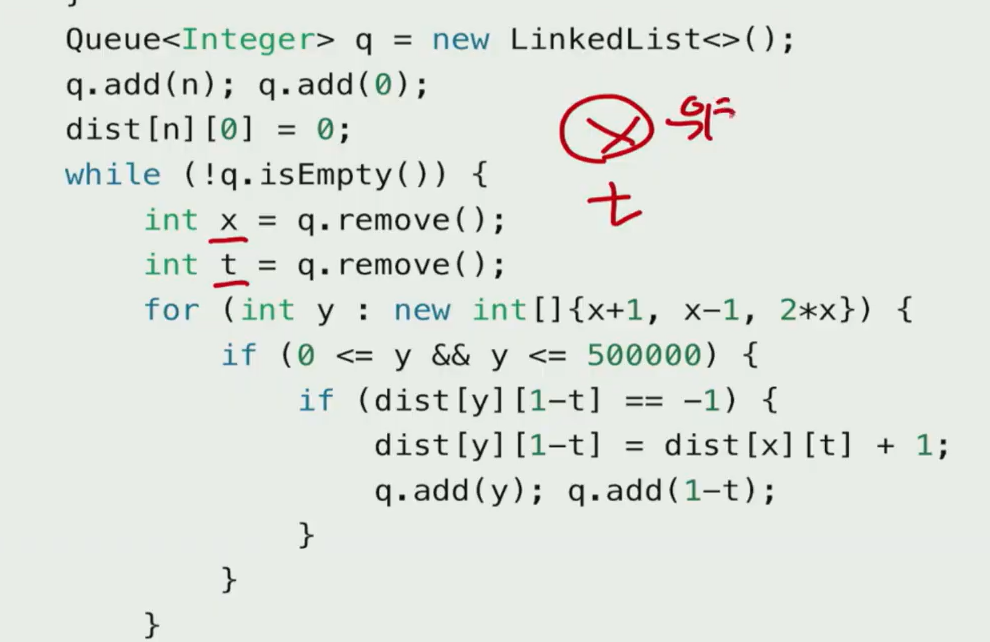 }
Queue<Integer> q = new LinkedList<>();
q.add(n); q.add(0);
dist[n][0] = 0;
while (!q.isEmpty()) {
int x = q.remove();
int t = q.remove();
for (int y : new int[]{x+1, x-1, 2*x}) {
if (0 <= y && y <= 500000) {
if (dist[y][1-t] == -1) {
dist[y][1-t] = dist[x][t] + 1;
q.add(y); q.add(1-t);
}
}
}
x
t